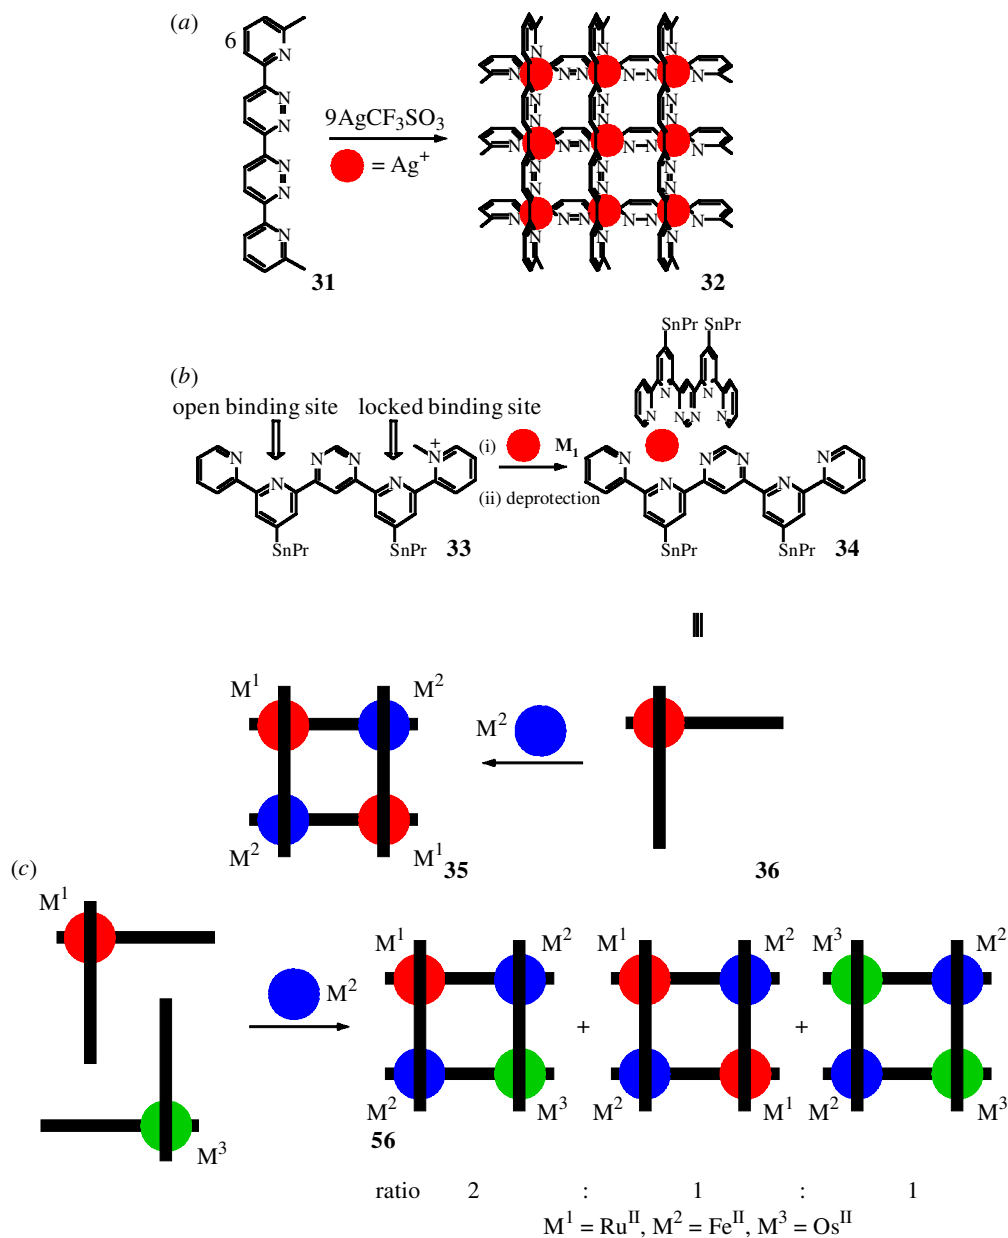 (a)
6
N
N
N
N
N
N
31
9AgCF3SO3
= Ag+
N N N
N N=N N N=N N N
N N N
N N N
N N=N N N=N N N
N N N
N N N
N N=N N N=N N N
N N N
32
(b)
open binding site
locked binding site
N N N N N+ N
SnPr SnPr
33
(i) M1
(ii) deprotection
SnPr SnPr
N N
N N N N
N N N N N N
SnPr SnPr
34
M1 M2
M2 M1
35
M2
36
(c)
M1
M3
M2
M1 M2
M2 M3
56
+
M1 M2
M2 M1
+
M3 M2
M2 M3
ratio 2 : 1 : 1
M1 = RuII, M2 = FeII, M3 = OsII